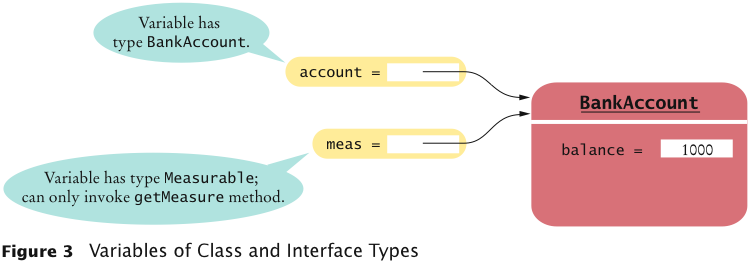 Variable has
type BankAccount.
account =
BankAccount
balance = 1000
meas =
Variable has type Measurable;
can only invoke getMeasure method.
Figure 3 Variables of Class and Interface Types